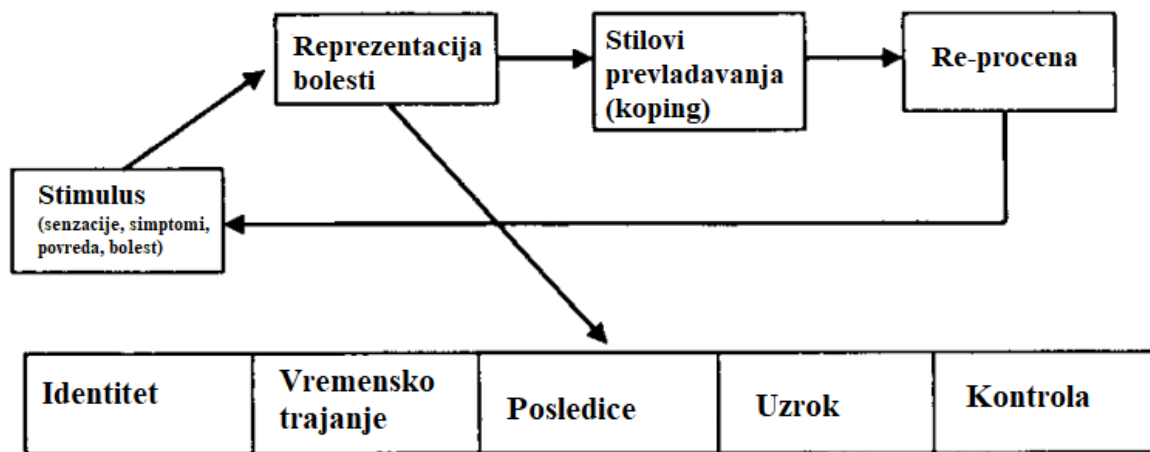 Reprezentacija
bolesti
Stilovi
prevladavanja
(koping)
Re-procena
Stimulus
(senzacije, simptomi,
povreda, bolest)
Identitet
Vremensko
trajanje
Posledice
Uzrok
Kontrola